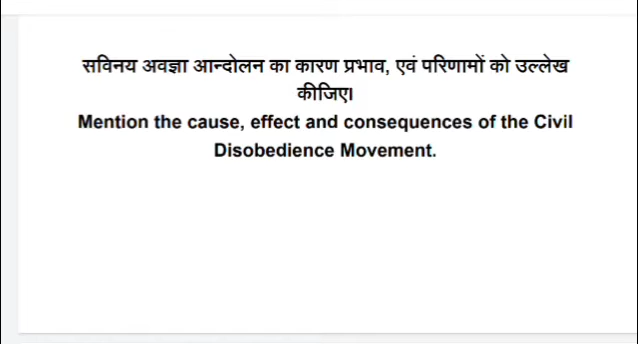 सविनय अवज्ञा आन्दोलन का कारण प्रभाव, एवं परिणामों को उल्लेख
कीजिए।
Mention the cause, effect and consequences of the Civil
Disobedience Movement.